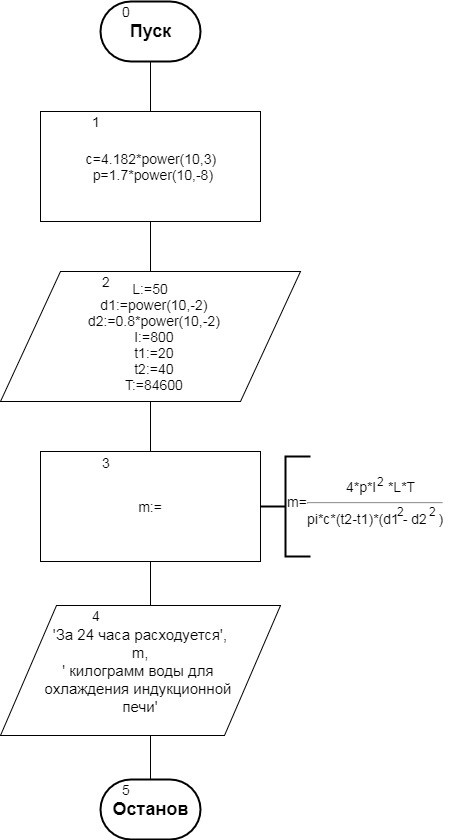 0
Пуск
1
c=4.182*power(10,3)
p=1.7*power(10,-8)
2
L:=50
d1:=power(10,-2)
d2:=0.8*power(10,-2)
I:=800
t1:=20
t2:=40
T:=84600
3
m:=
4*p*I² *L*T
m=
pi*c*(t2-t1)*(d1²- d2² )
4
'За 24 часа расходуется',
m,
' килограмм воды для
охлаждения индукционной
печи'
5
Останов